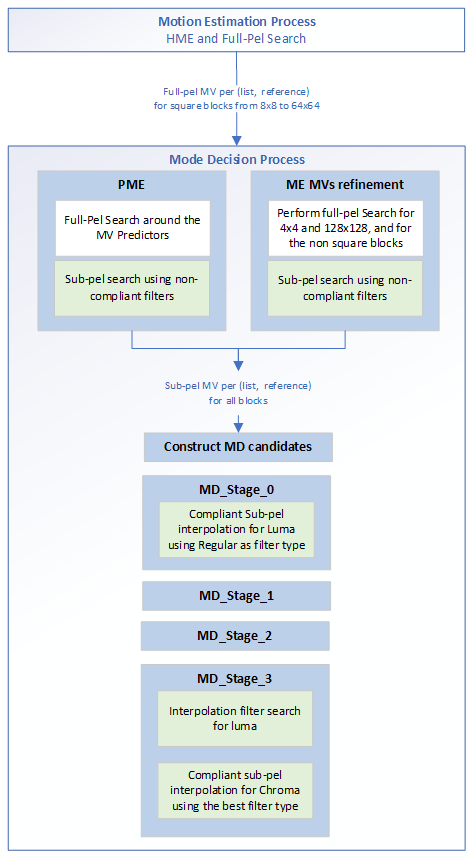 Motion Estimation Process
HME and Full-Pel Search
Full-pel MV per (list, reference)
for square blocks from 8x8 to 64x64
Mode Decision Process
PME
Full-Pel Search around the
MV Predictors
Sub-pel search using non-
compliant filters
ME MVs refinement
Perform full-pel Search for
4x4 and 128x128, and for
the non square blocks
Sub-pel search using non-
compliant filters
Sub-pel MV per (list, reference)
for all blocks
Construct MD candidates
MD_Stage_0
Compliant Sub-pel
interpolation for Luma
using Regular as filter type
MD_Stage_1
MD_Stage_2
MD_Stage_3
Interpolation filter search
for luma
Compliant sub-pel
interpolation for Chroma
using the best filter type